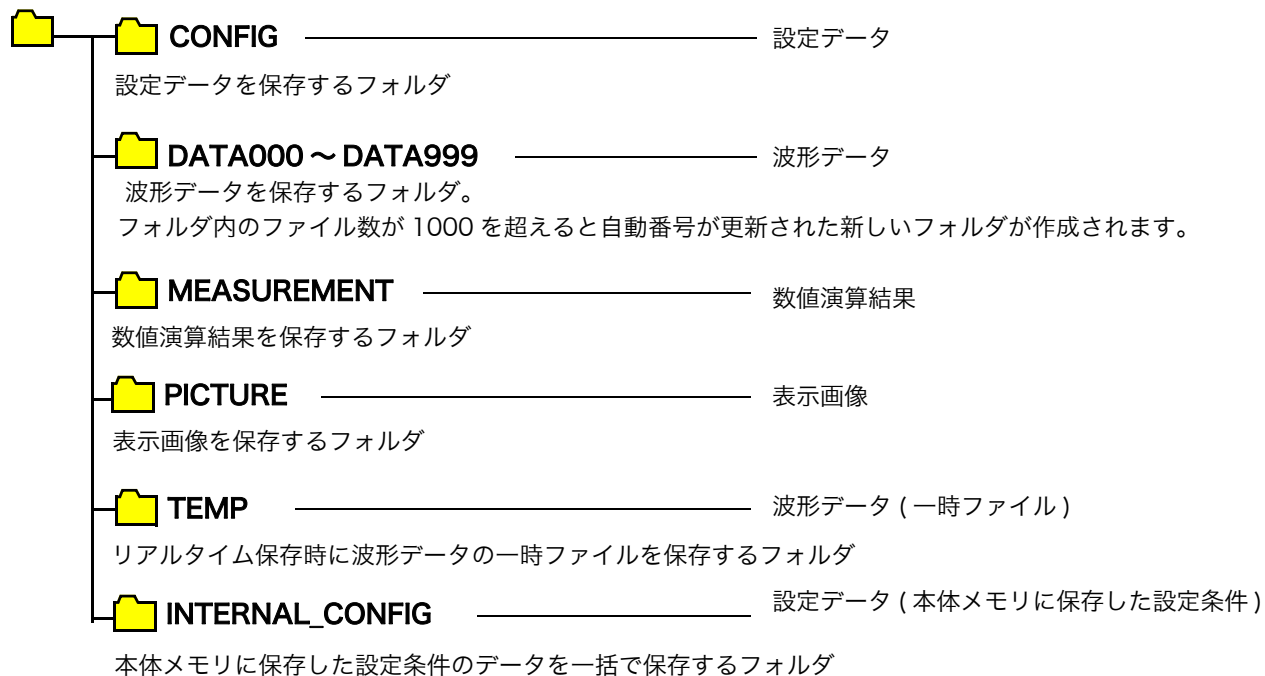 CONFIG 設定データ
設定データを保存するフォルダ
DATA000～DATA999 波形データ
波形データを保存するフォルダ。
フォルダ内のファイル数が 1000 を超えると自動番号が更新された新しいフォルダが作成されます。
MEASUREMENT 数値演算結果
数値演算結果を保存するフォルダ
PICTURE 表示画像
表示画像を保存するフォルダ
TEMP 波形データ ( 一時ファイル )
リアルタイム保存時に波形データの一時ファイルを保存するフォルダ
INTERNAL_CONFIG 設定データ ( 本体メモリに保存した設定条件 )
本体メモリに保存した設定条件のデータを一括で保存するフォルダ